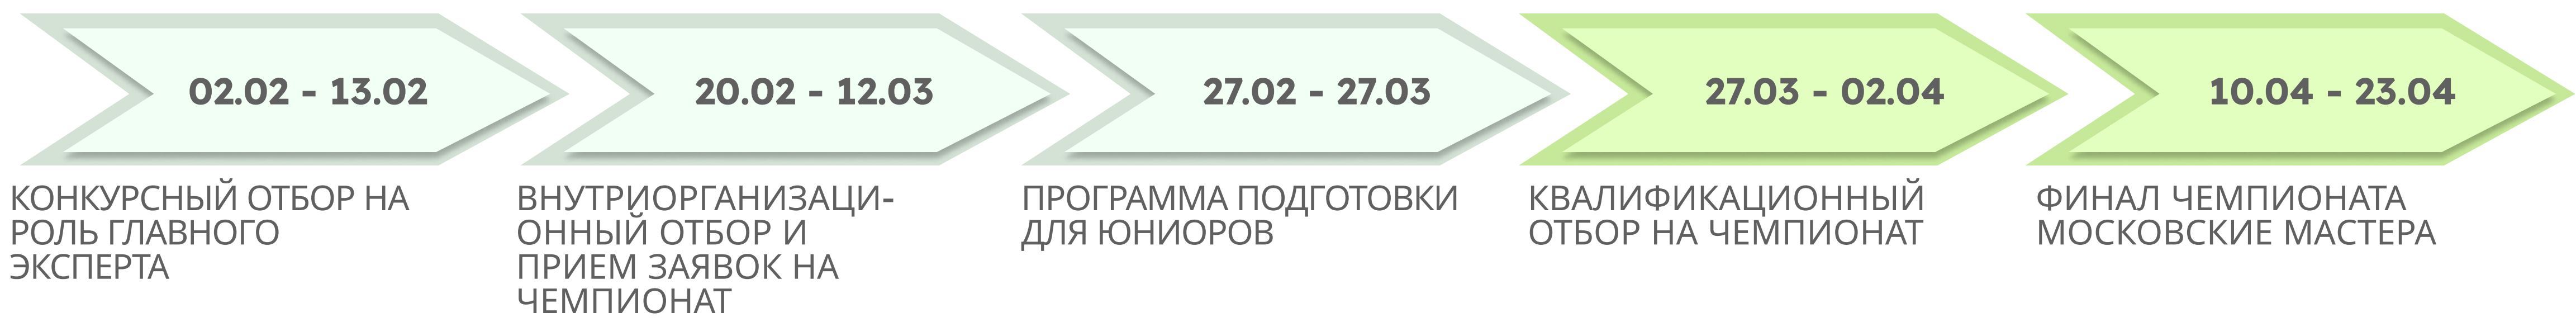 02.02 - 13.02
КОНКУРСНЫЙ ОТБОР НА
РОЛЬ ГЛАВНОГО
ЭКСПЕРТА
20.02 - 12.03
ВНУТРИОРГАНИЗАЦИ-
ОННЫЙ ОТБОР И
ПРИЕМ ЗАЯВОК НА
ЧЕМПИОНАТ
27.02 - 27.03
ПРОГРАММА ПОДГОТОВКИ
ДЛЯ ЮНИОРОВ
27.03 - 02.04
КВАЛИФИКАЦИОННЫЙ
ОТБОР НА ЧЕМПИОНАТ
10.04 - 23.04
ФИНАЛ ЧЕМПИОНАТА
МОСКОВСКИЕ МАСТЕРА